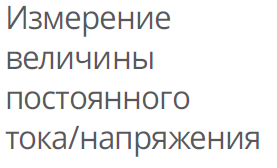 Измерение
величины
постоянного
тока/напряжения